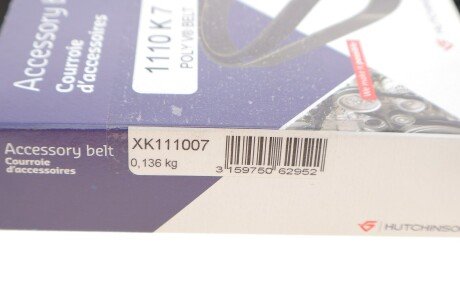 Accessory
Courroie
d'accessoires
1110 K 7
POLY V® BELT
Accessory belt
Courroie
d'accessoires
XK111007
0,136 kg
3 159750 62952
HUTCHINSO